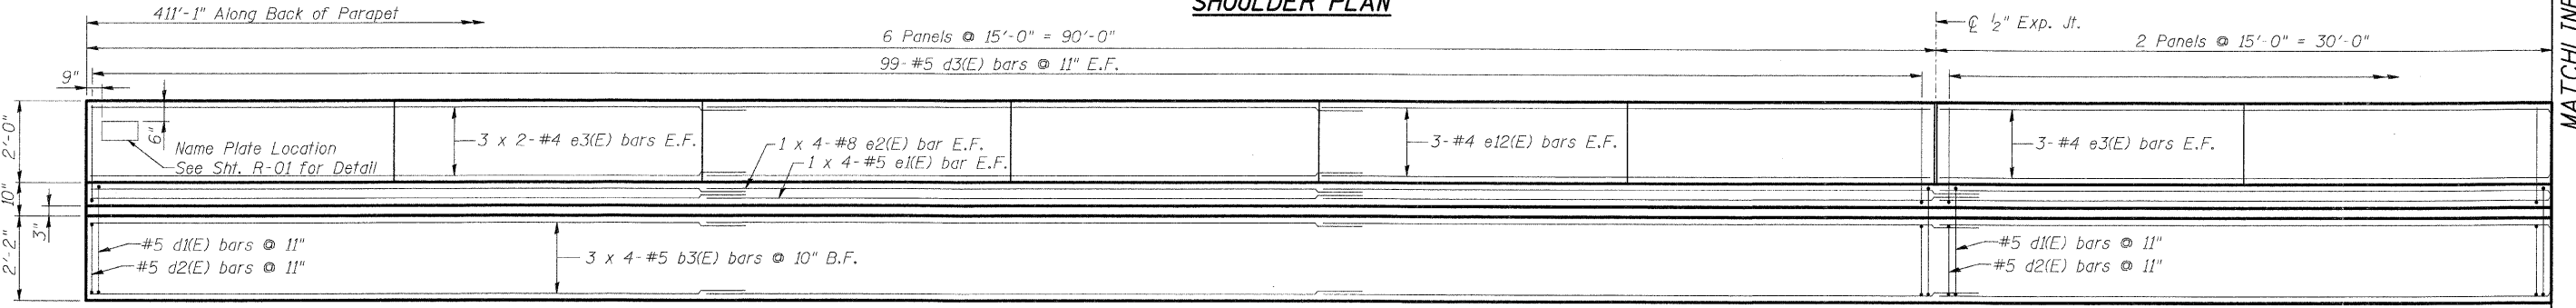 SHOULDER PLAN
411'-1" Along Back of Parapet
℄ ½" Exp. Jt.
6 Panels @ 15'-0" = 90'-0"
2 Panels @ 15'-0" = 30'-0"
MATCHLINE
99-#5 d3(E) bars @ 11" E.F.
9"
2'-0"
6"
Name Plate Location
See Sht. R-01 for Detail
3 x 2-#4 e3(E) bars E.F.
1 x 4-#8 e2(E) bar E.F.
1 x 4-#5 e1(E) bar E.F.
3-#4 e12(E) bars E.F.
3-#4 e3(E) bars E.F.
10"
3"
2'-2"
#5 d1(E) bars @ 11"
#5 d2(E) bars @ 11"
3 x 4-#5 b3(E) bars @ 10" B.F.
#5 d1(E) bars @ 11"
#5 d2(E) bars @ 11"